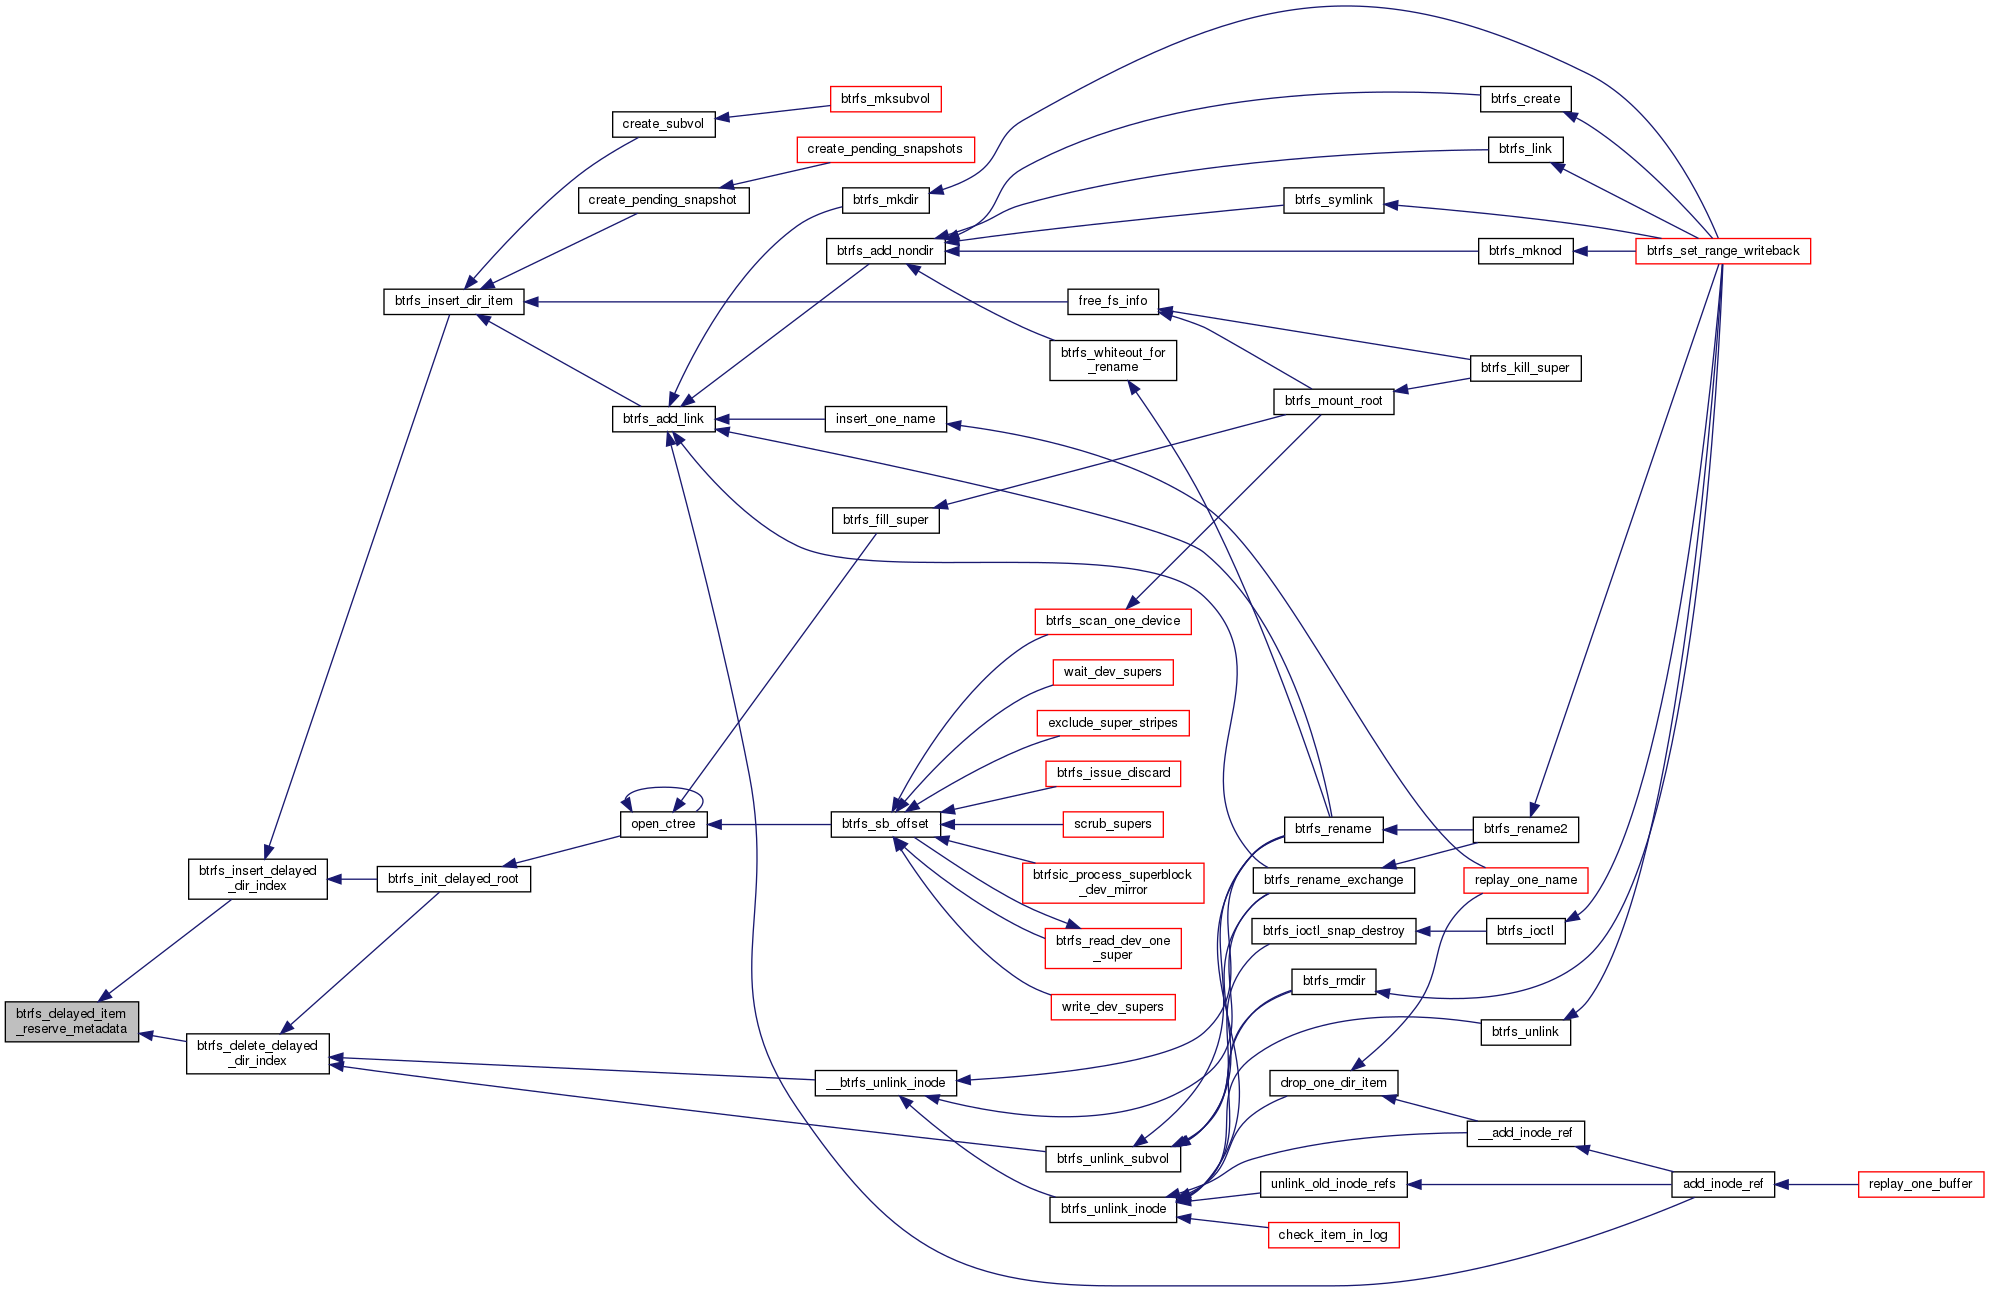 btrfs_mksubvol
btrfs_create
create_subvol
create_pending_snapshots
btrfs_link
create_pending_snapshot
btrfs_mkdir
btrfs_symlink
btrfs_add_nondir
btrfs_mknod
btrfs_set_range_writeback
btrfs_insert_dir_item
free_fs_info
btrfs_whiteout_for
_rename
btrfs_kill_super
btrfs_mount_root
btrfs_add_link
insert_one_name
btrfs_fill_super
btrfs_scan_one_device
wait_dev_supers
exclude_super_stripes
btrfs_issue_discard
open_ctree
btrfs_sb_offset
scrub_supers
btrfs_rename
btrfs_rename2
btrfs_insert_delayed
_dir_index
btrfs_init_delayed_root
btrfsic_process_superblock
_dev_mirror
btrfs_rename_exchange
replay_one_name
btrfs_ioctl_snap_destroy
btrfs_ioctl
btrfs_read_dev_one
_super
btrfs_rmdir
write_dev_supers
btrfs_delayed_item
_reserve_metadata
btrfs_unlink
btrfs_delete_delayed
_dir_index
__btrfs_unlink_inode
drop_one_dir_item
__add_inode_ref
btrfs_unlink_subvol
unlink_old_inode_refs
add_inode_ref
replay_one_buffer
btrfs_unlink_inode
check_item_in_log